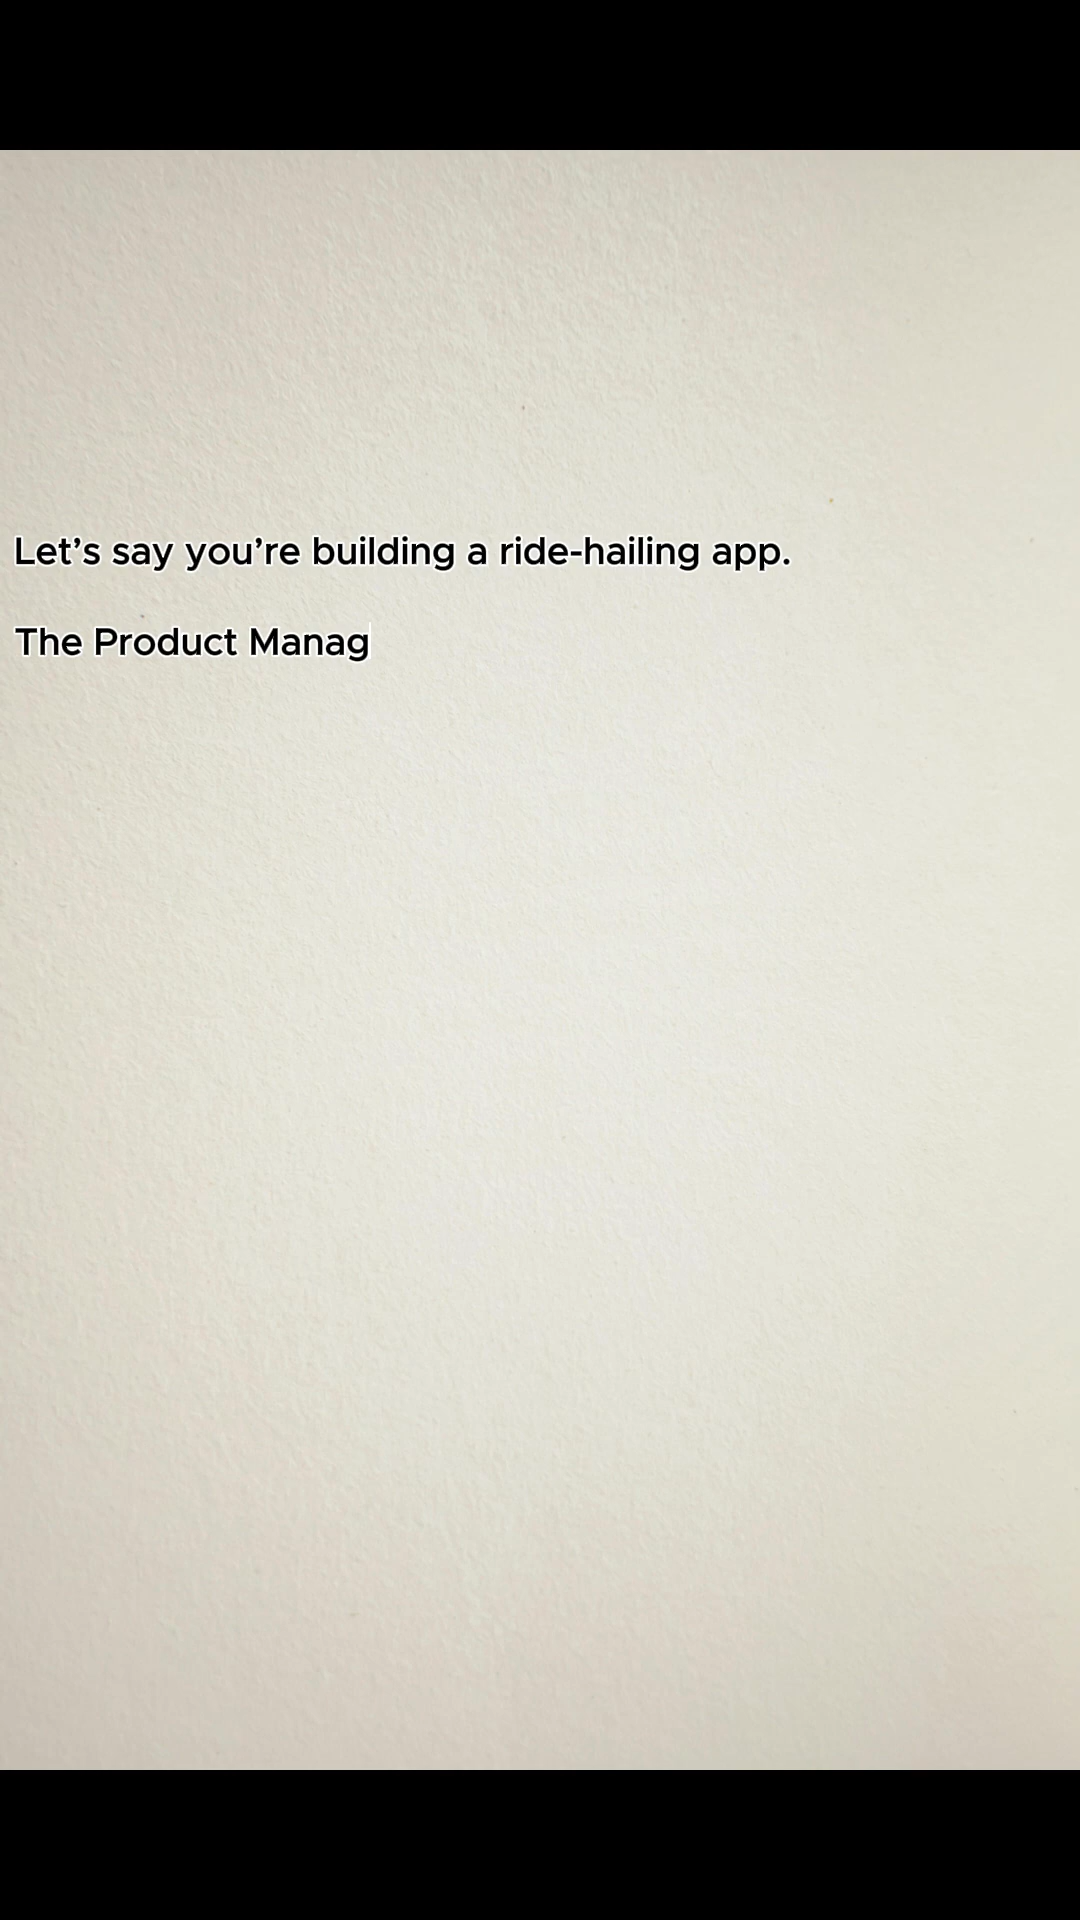 Let’s say you’re building a ride-hailing app.
The Product Manag